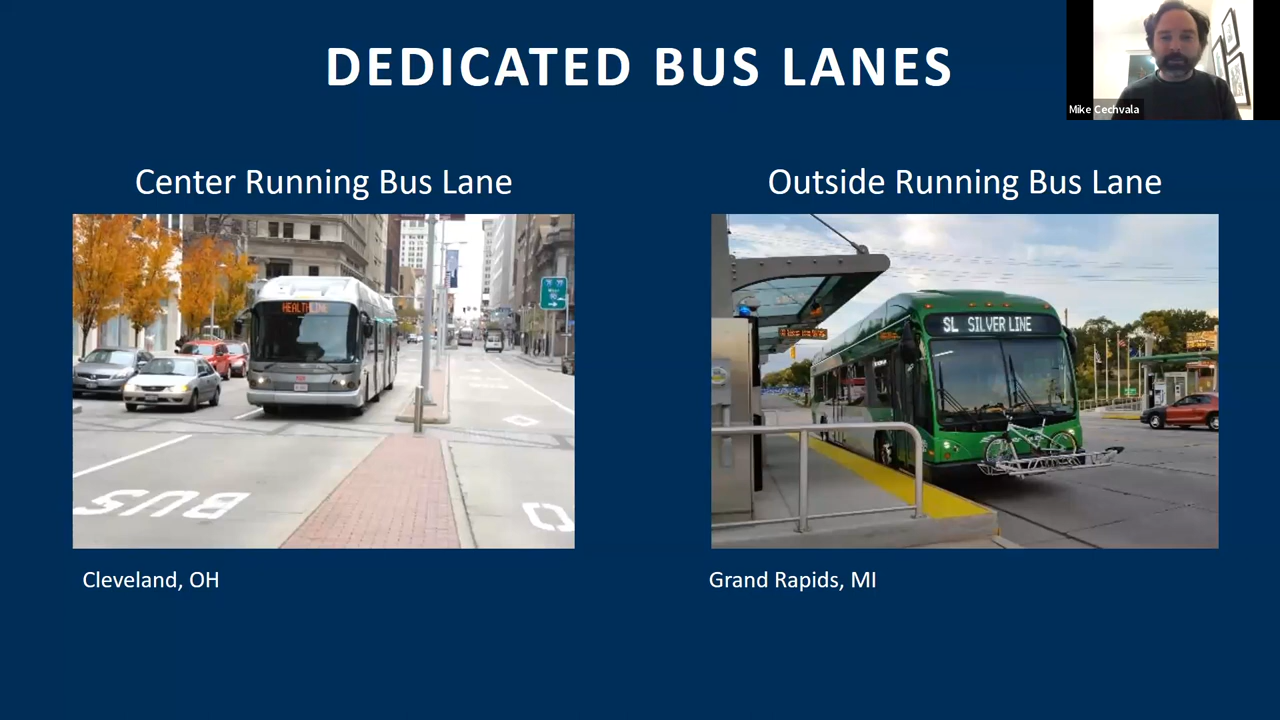 DEDICATED BUS LANES
Mike Cechvala
Center Running Bus Lane
Outside Running Bus Lane
HEALTHLINE
SL SILVER LINE
BUS
Cleveland, OH
Grand Rapids, MI